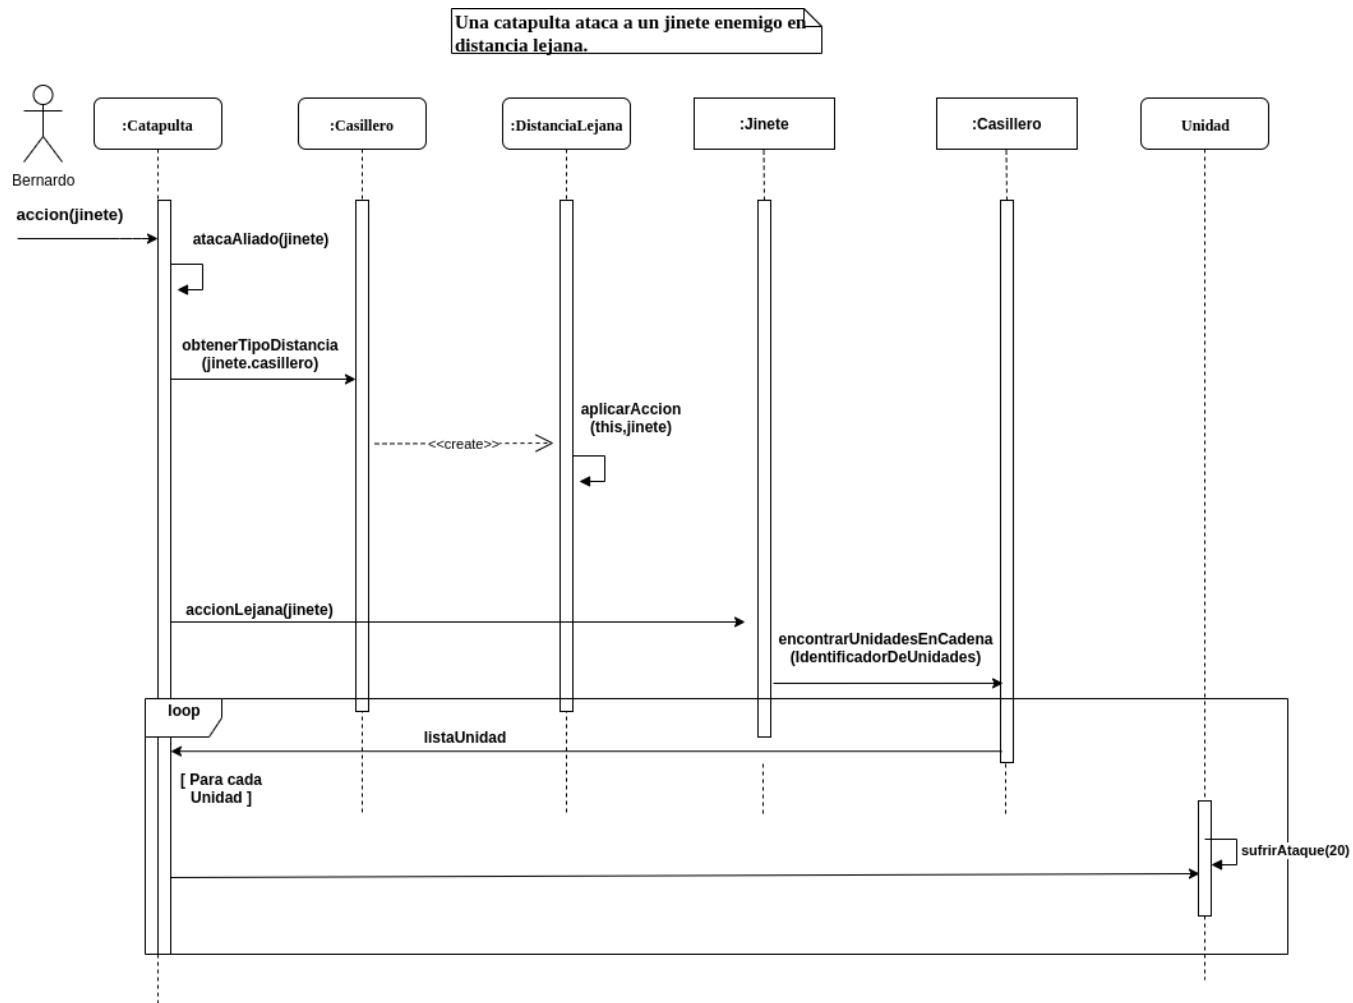 Una catapulta ataca a un jinete enemigo en
distancia lejana.
:Catapulta
:Casillero
:DistanciaLejana
:Jinete
:Casillero
Unidad
Bernardo
accion(jinete)
atacaAliado(jinete)
obtenerTipoDistancia
(jinete.casillero)
aplicarAccion
(this,jinete)
<<create>>
accionLejana(jinete)
encontrarUnidadesEnCadena
(IdentificadorDeUnidades)
loop
listaUnidad
[ Para cada
Unidad ]
sufrirAtaque(20)